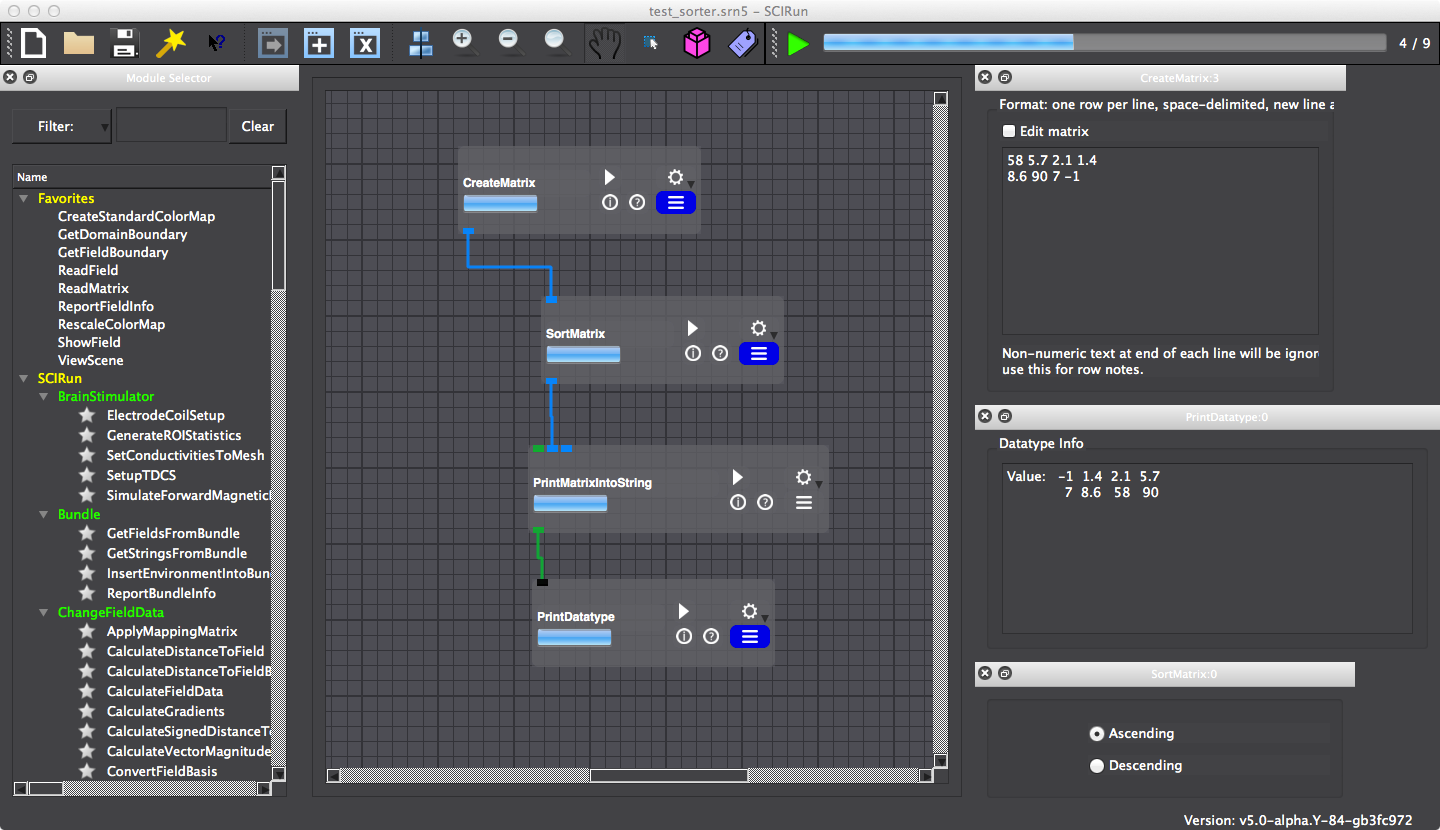 test_sorter.srn5 – SCIRun
4 / 9
Module Selector
Filter:
Clear
Name
Favorites
CreateStandardColorMap
GetDomainBoundary
GetFieldBoundary
ReadField
ReadMatrix
ReportFieldInfo
RescaleColorMap
ShowField
ViewScene
SCIRun
BrainStimulator
ElectrodeCoilSetup
GenerateROIStatistics
SetConductivitiesToMesh
SetupTDCS
SimulateForwardMagnetic
Bundle
GetFieldsFromBundle
GetStringsFromBundle
InsertEnvironmentIntoBun
ReportBundleInfo
ChangeFieldData
ApplyMappingMatrix
CalculateDistanceToField
CalculateDistanceToFieldB
CalculateFieldData
CalculateGradients
CalculateSignedDistanceTo
CalculateVectorMagnitude
ConvertFieldBasis
CreateMatrix
SortMatrix
PrintMatrixIntoString
PrintDatatype
CreateMatrix:3
Format: one row per line, space-delimited, new line a
Edit matrix
58 5.7 2.1 1.4
8.6 90 7 -1
Non-numeric text at end of each line will be ignor
use this for row notes.
PrintDatatype:0
Datatype Info
Value: -1 1.4 2.1 5.7
7 8.6 58 90
SortMatrix:0
Ascending
Descending
Version: v5.0-alpha.Y-84-gb3fc972